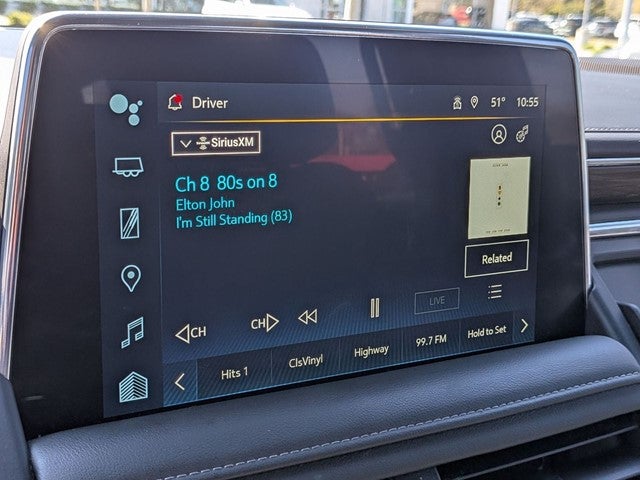 Driver
51° 10:55
SiriusXM
Ch 8 80s on 8
Elton John
I'm Still Standing (83)
Related
CH
CH
LIVE
Hits 1
ClsVinyl
Highway
99.7 FM
Hold to Set